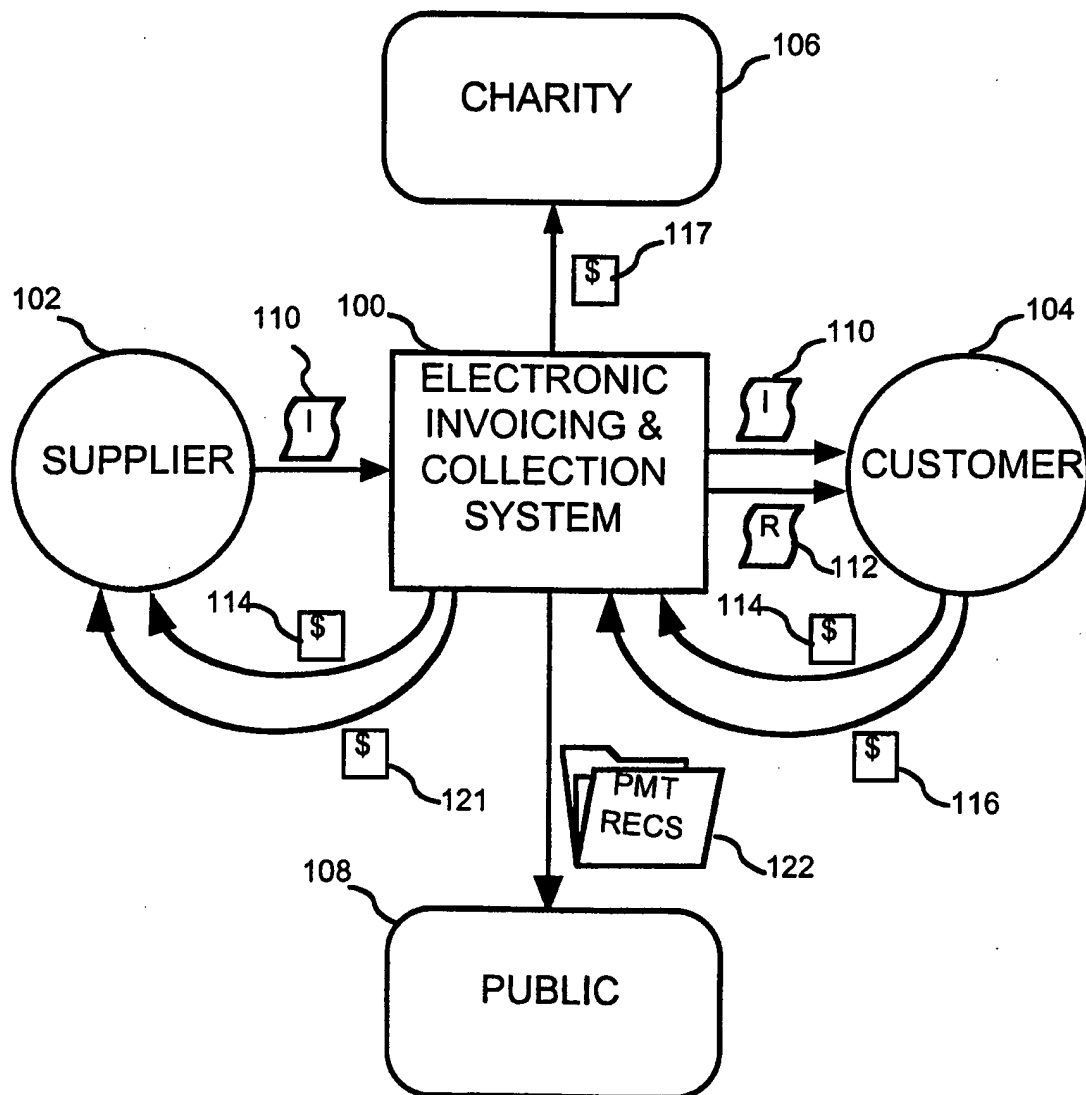 106
CHARITY
117
$
102
110
100
104
110
ELECTRONIC
INVOICING &
COLLECTION
SYSTEM
I
I
SUPPLIER
CUSTOMER
R
112
114
$
114
$
$
121
$
116
PMT
RECS
122
108
PUBLIC